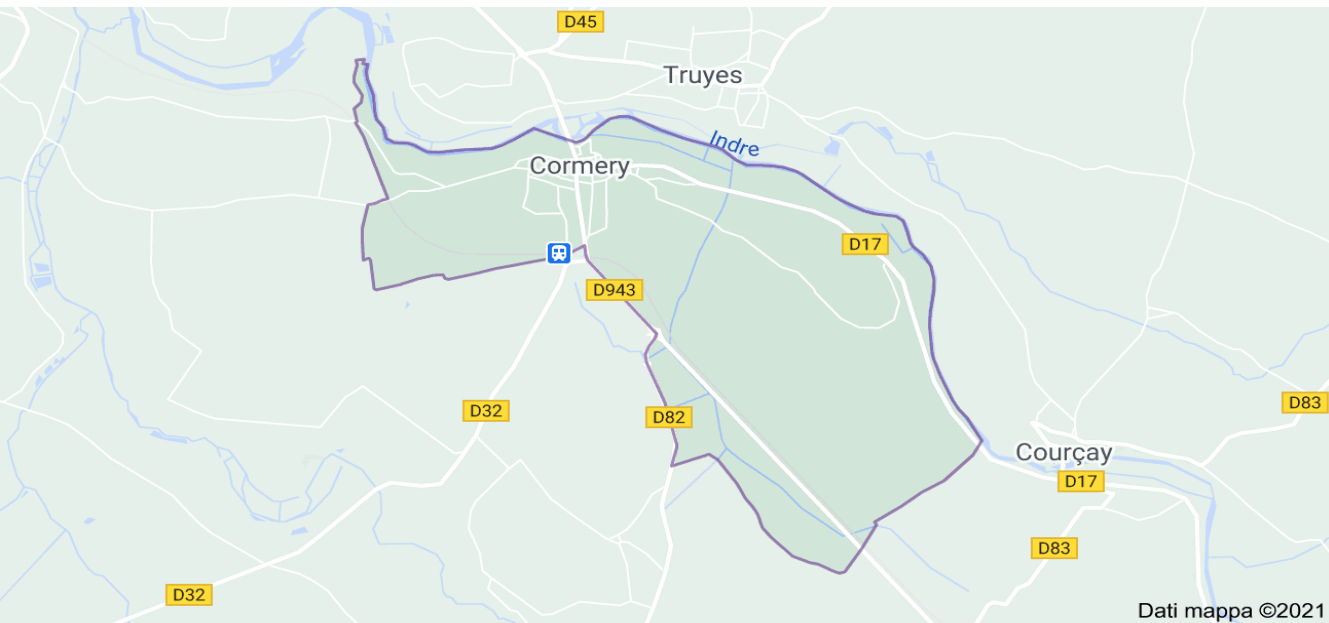 D45
Truyes
Indre
Cormery
D17
D943
D32
D82
D83
Courçay
D17
D83
D32
Dati mappa ©2021